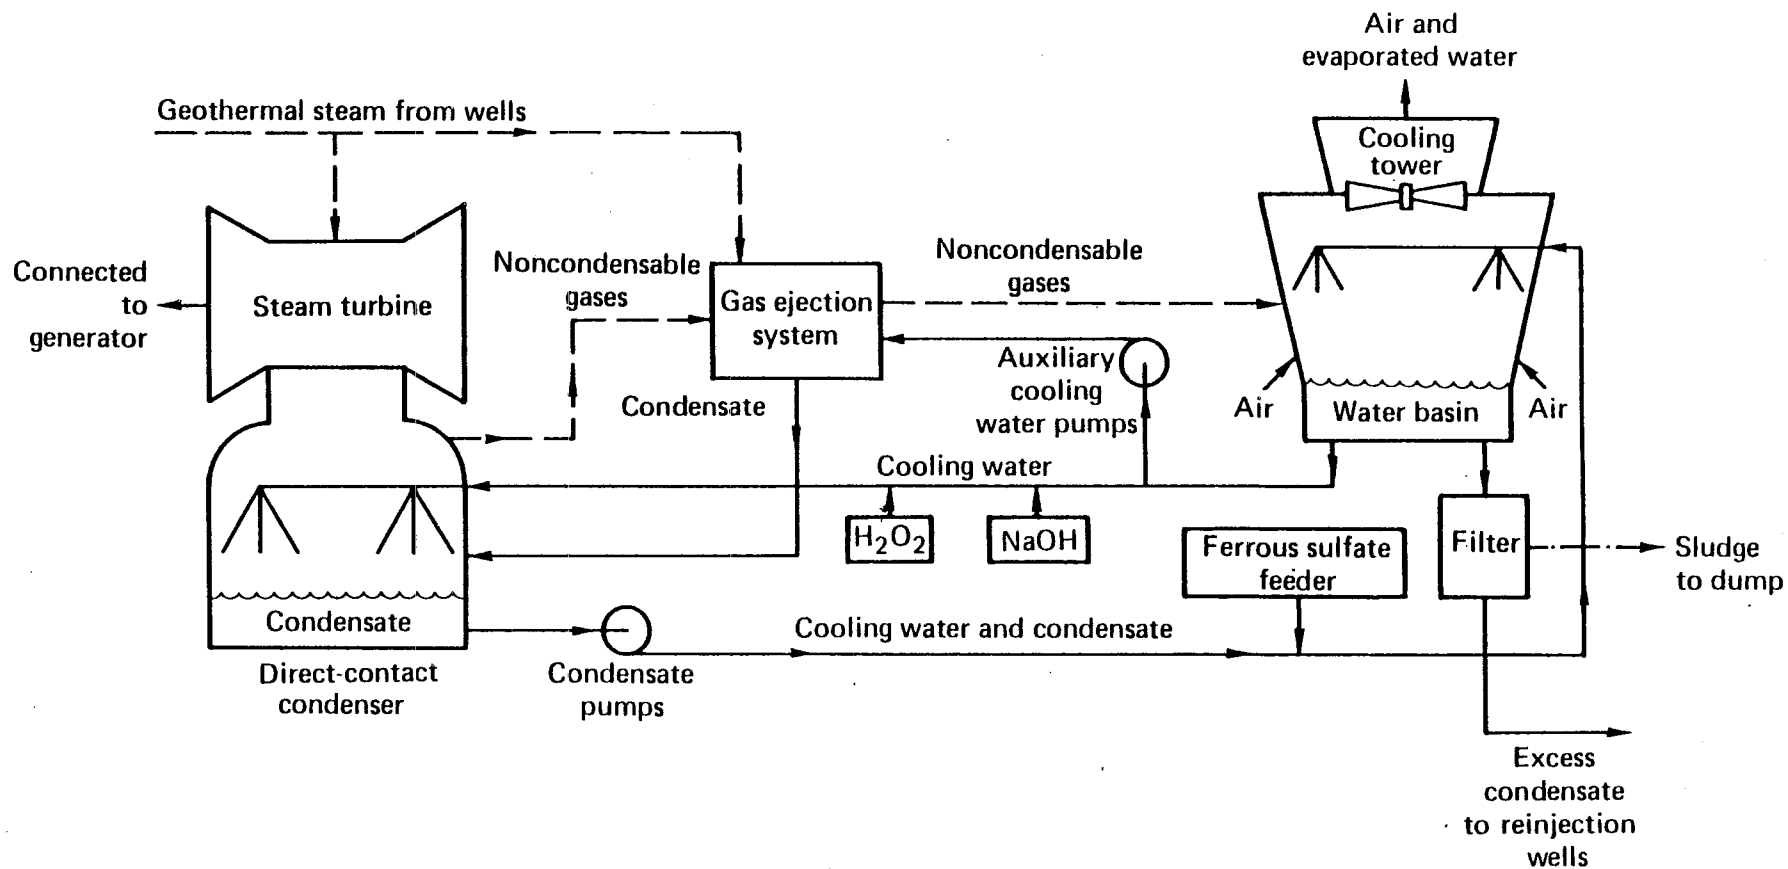 Air and
evaporated water
Geothermal steam from wells
Cooling
tower
Connected
to
generator
Steam turbine
Noncondensable
gases
Gas ejection
system
Noncondensable
gases
Auxiliary
cooling
water pumps
Condensate
Air
Water basin
Air
Cooling water
H₂O₂
NaOH
Ferrous sulfate
feeder
Filter
Sludge
to dump
Condensate
Cooling water and condensate
Direct-contact
condenser
Condensate
pumps
Excess
condensate
to reinjection
wells